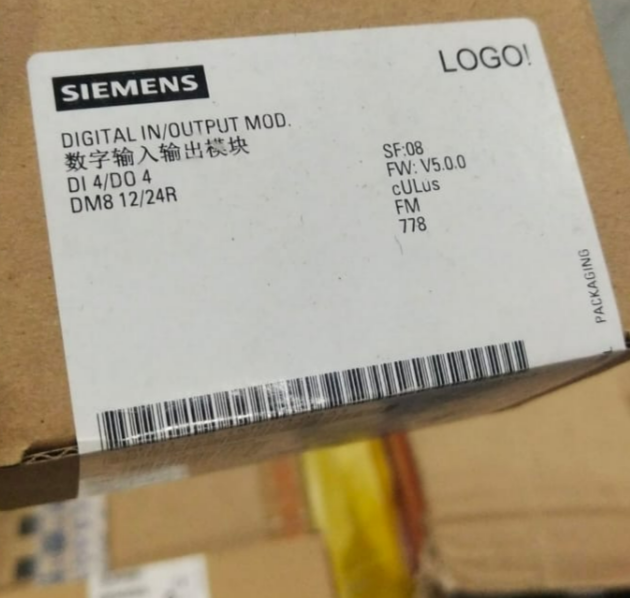 SIEMENS
LOGO!
DIGITAL IN/OUTPUT MOD.
数字输入输出模块
DI 4/DO 4
DM8 12/24R
SF:08
FW: V5.0.0
cULus
FM
778
PACKAGING